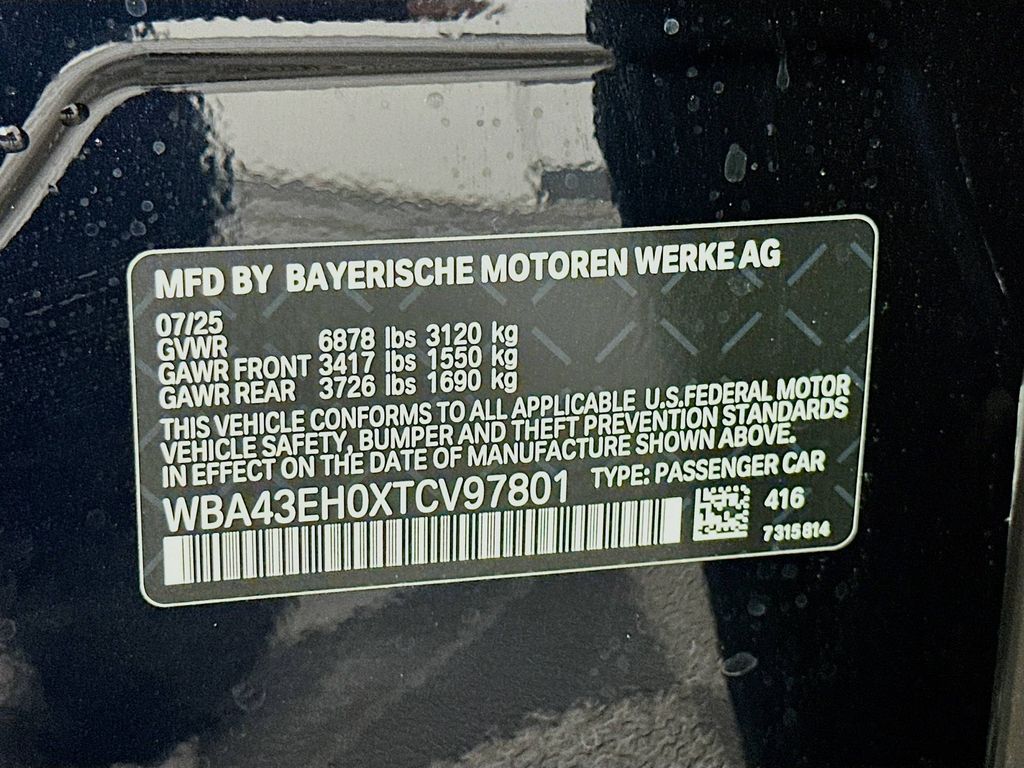 MFD BY BAYERISCHE MOTOREN WERKE AG
07/25
GVWR 6878 lbs 3120 kg
GAWR FRONT 3417 lbs 1550 kg
GAWR REAR 3726 lbs 1690 kg
THIS VEHICLE CONFORMS TO ALL APPLICABLE U.S.FEDERAL MOTOR
VEHICLE SAFETY, BUMPER AND THEFT PREVENTION STANDARDS
IN EFFECT ON THE DATE OF MANUFACTURE SHOWN ABOVE.
WBA43EH0XTCV97801 TYPE: PASSENGER CAR
416
7315814